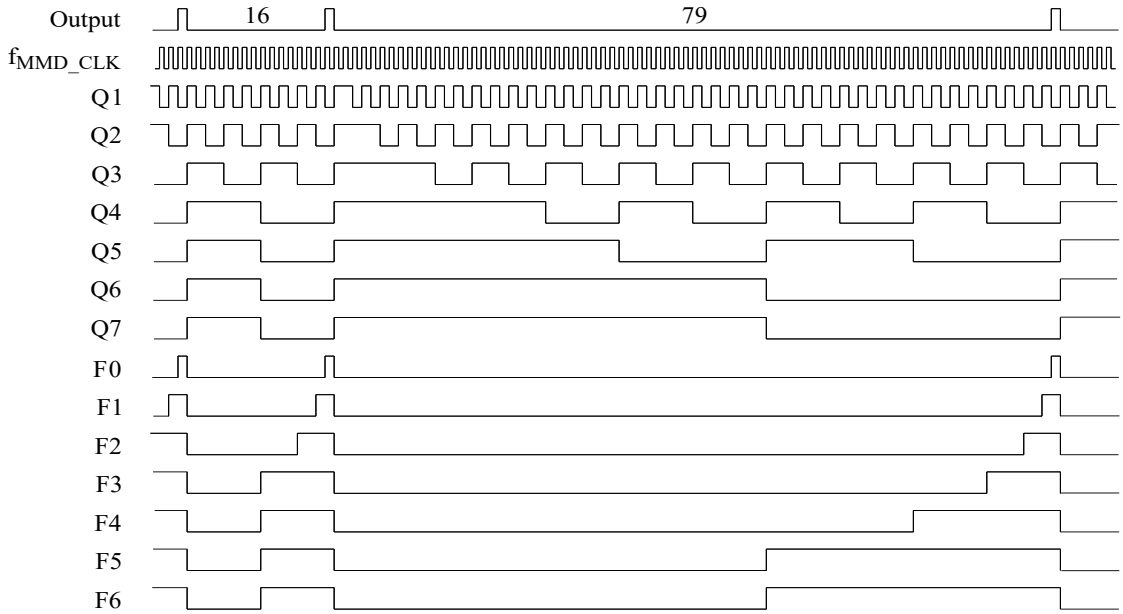 Output 16 79
fMMD_CLK
Q1
Q2
Q3
Q4
Q5
Q6
Q7
F0
F1
F2
F3
F4
F5
F6